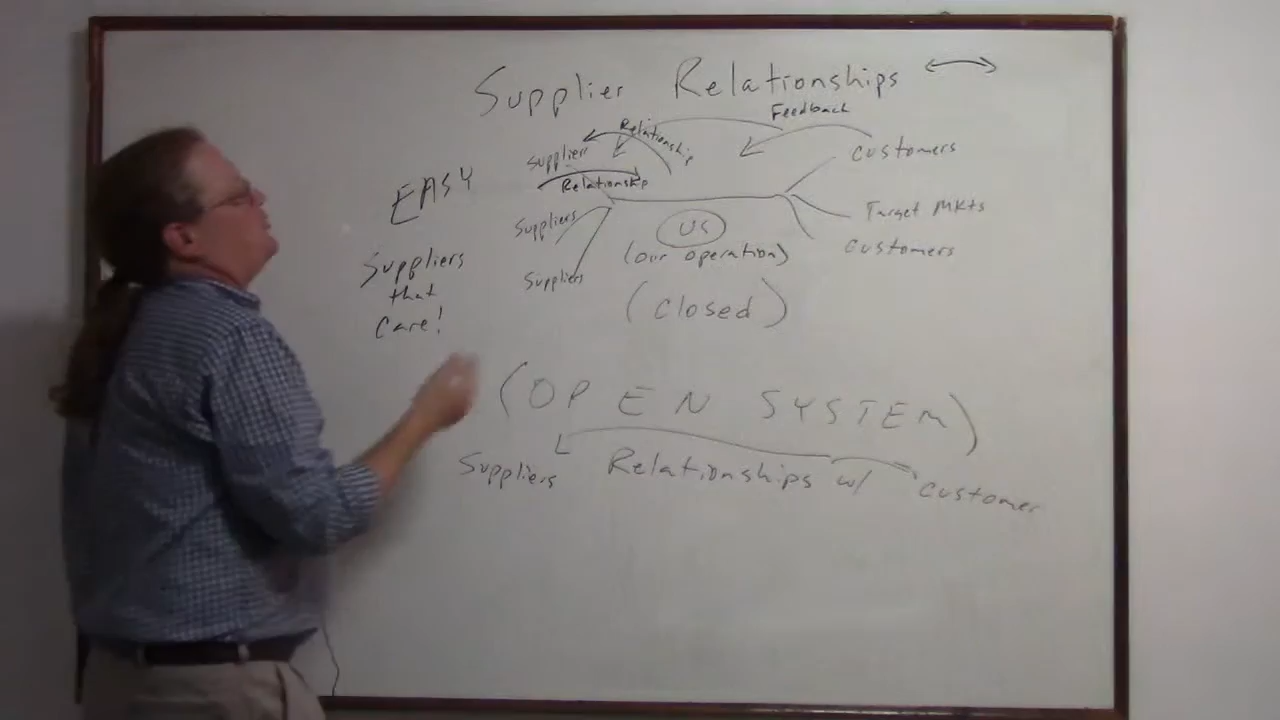 Supplier Relationships
Feedback
Relationship
Suppliers
Relationship
Customers
EASY
Suppliers
that
Care!
Suppliers
Suppliers
US
(our operation)
(Closed)
Target Mkts
Customers
(OPEN SYSTEM)
Suppliers Relationships w/ customer